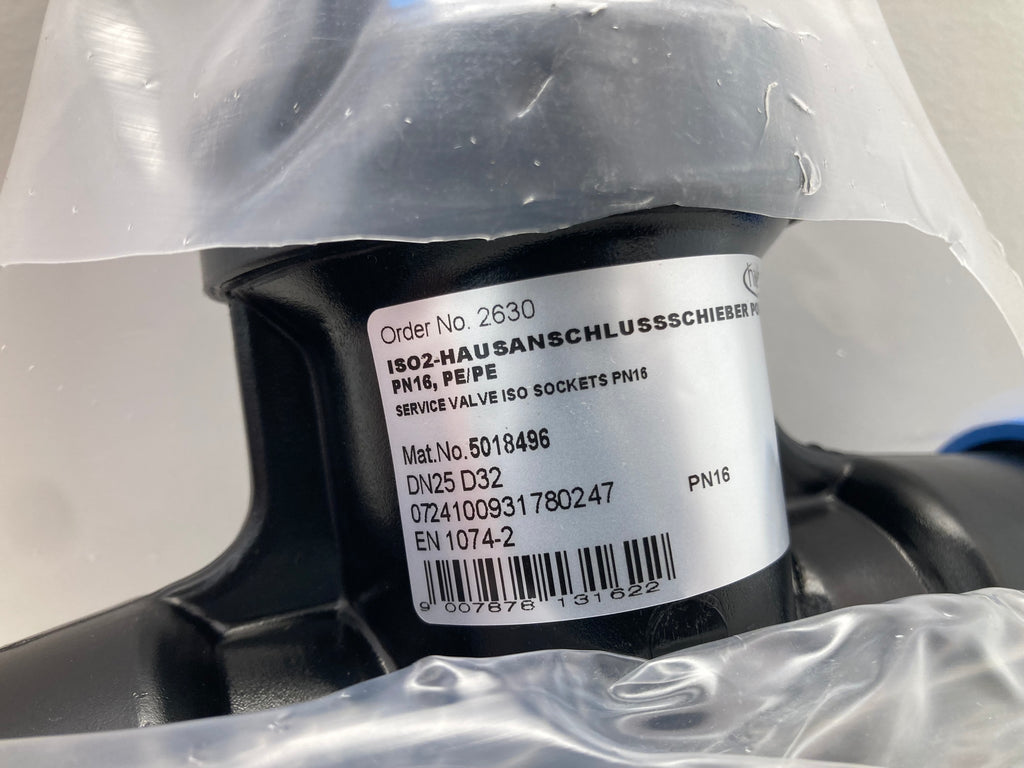 Order No. 2630
ISO2-HAUSANSCHLUSSSCHIEBER
PN16, PE/PE
SERVICE VALVE ISO SOCKETS PN16
Mat.No. 5018496
DN25 D32
0724100931780247 PN16
EN 1074-2
9 007878 131622